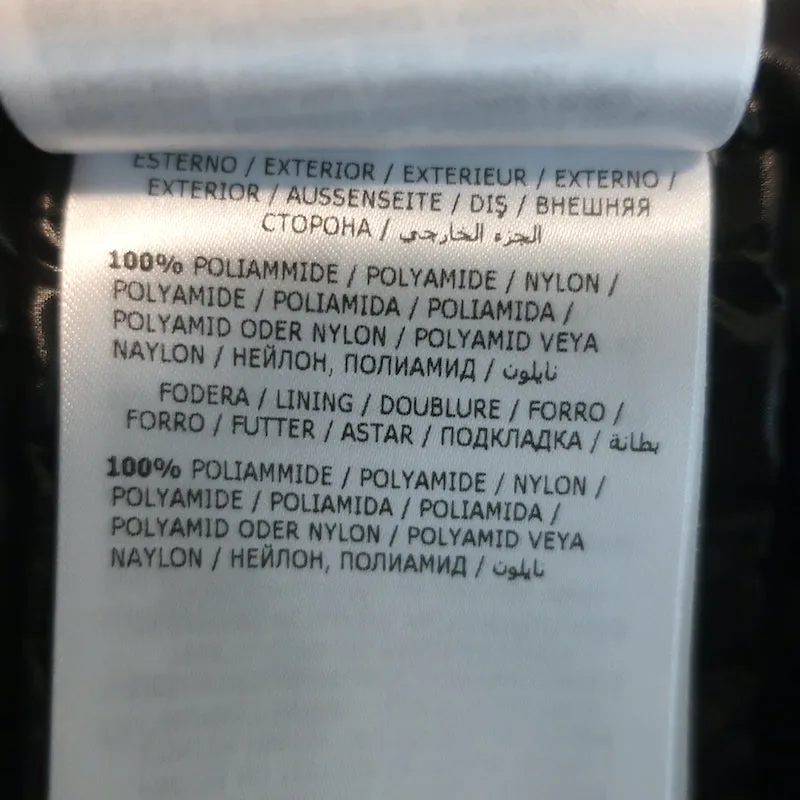 ESTERNO / EXTERIOR / EXTERIEUR / EXTERNO /
EXTERIOR / AUSSENSEITE / DIŞ / ВНЕШНЯЯ
СТОРОНА / الجزء الخارجي
100% POLIAMMIDE / POLYAMIDE / NYLON /
POLYAMIDE / POLIAMIDA / POLIAMIDA /
POLYAMID ODER NYLON / POLYAMID VEYA
NAYLON / НЕЙЛОН, ПОЛИАМИД / نايلون
FODERA / LINING / DOUBLURE / FORRO /
FORRO / FUTTER / ASTAR / ПОДКЛАДКА / بطانة
100% POLIAMMIDE / POLYAMIDE / NYLON /
POLYAMIDE / POLIAMIDA / POLIAMIDA /
POLYAMID ODER NYLON / POLYAMID VEYA
NAYLON / НЕЙЛОН, ПОЛИАМИД / نايلون